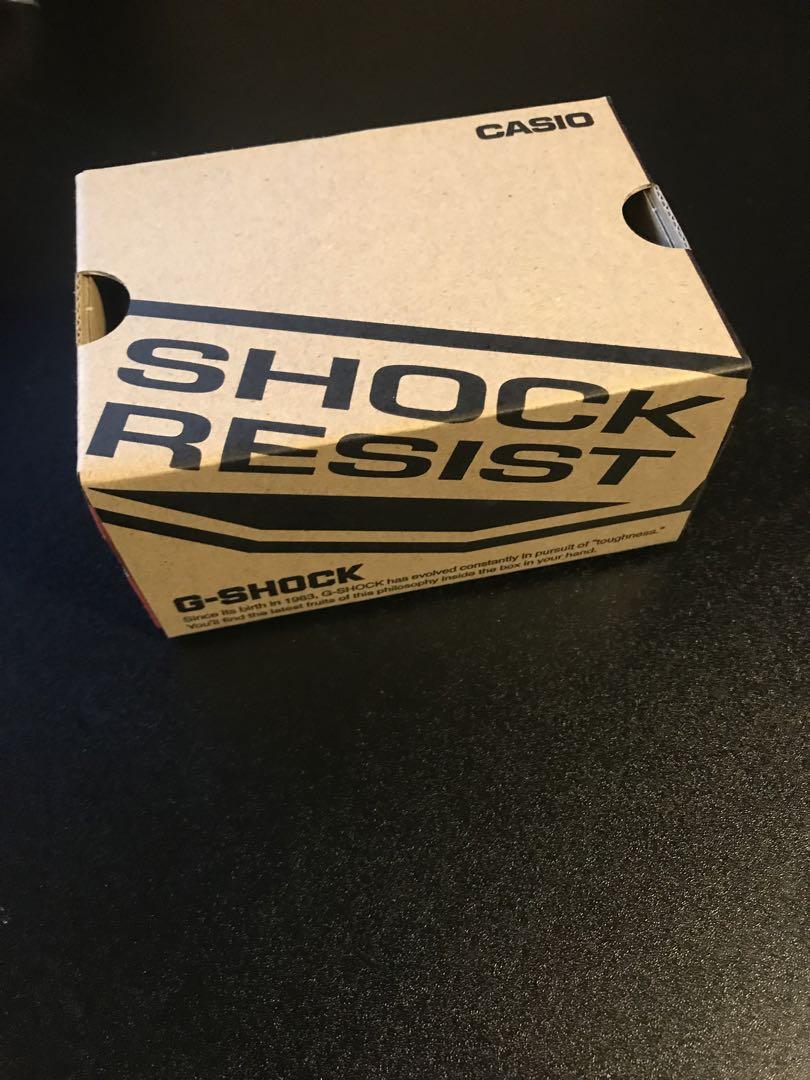 CASIO
SHOCK
RESIST
G-SHOCK
Since its birth in 1983, G-SHOCK has evolved constantly in pursuit of "toughness."
You'll find the latest fruits of this philosophy inside the box in your hand.